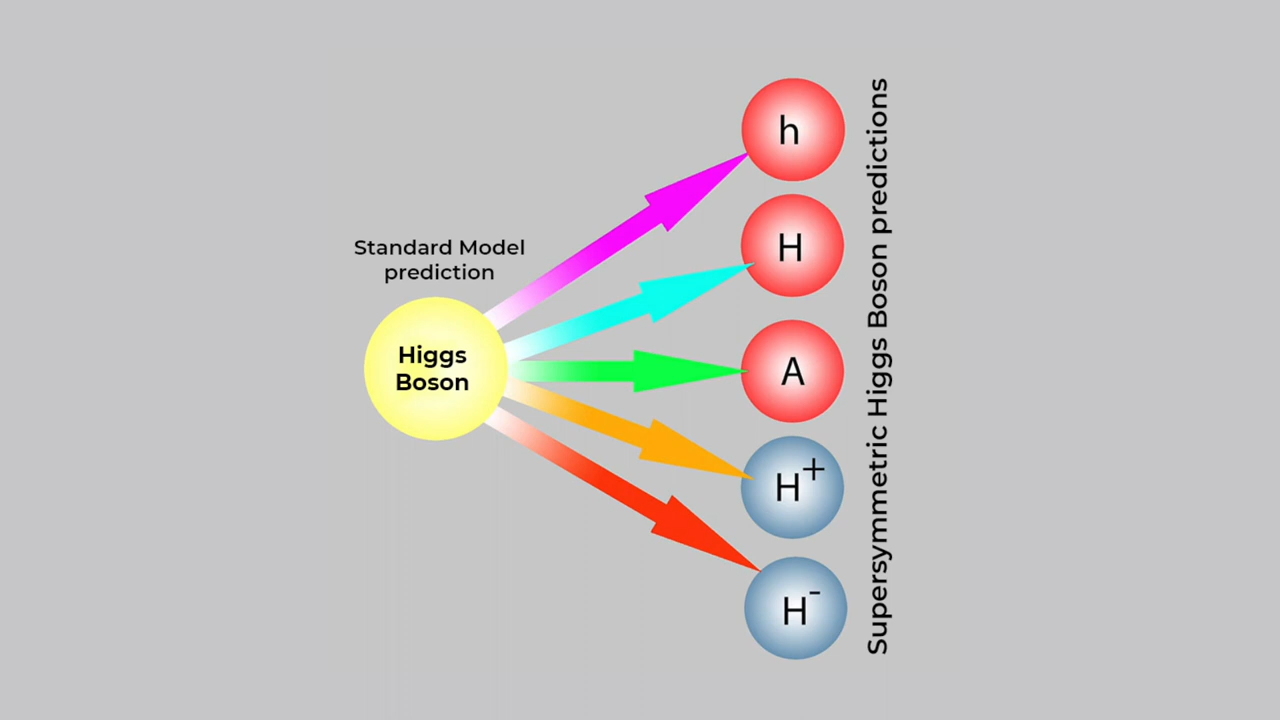 Standard Model
prediction
Higgs
Boson
h
H
A
H+
H-
Supersymmetric Higgs Boson predictions